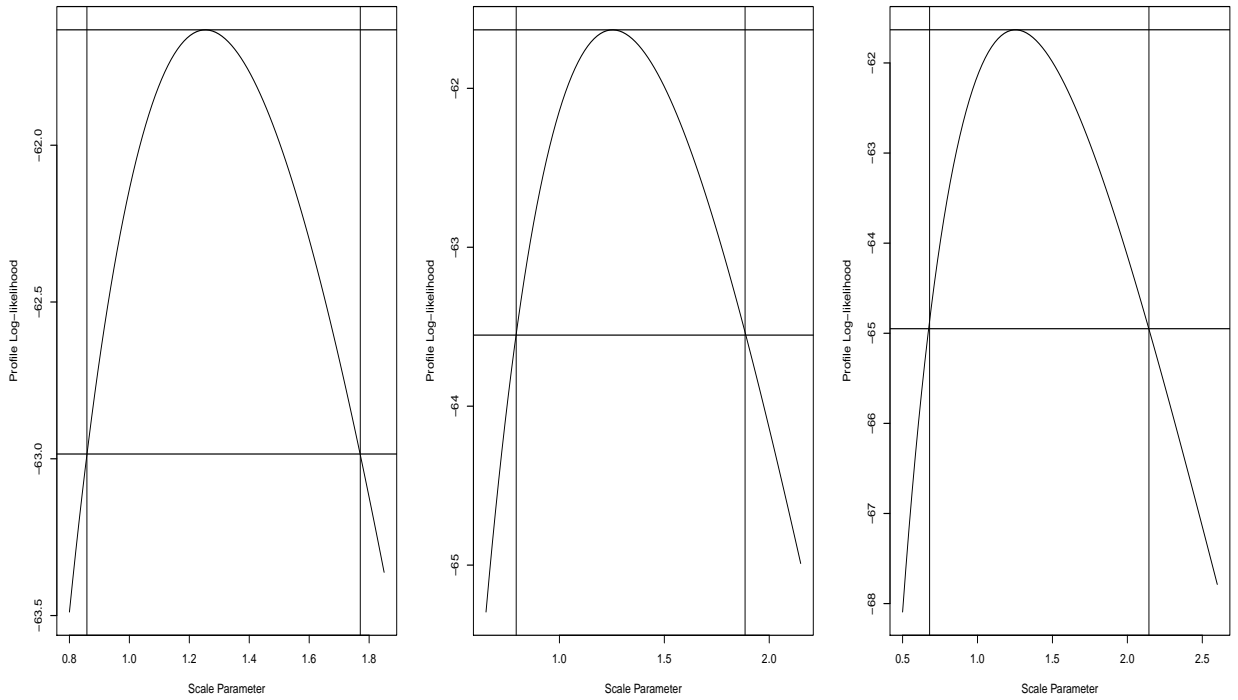 −62.0
−62.5
−63.0
−63.5
Profile Log−likelihood
0.8 1.0 1.2 1.4 1.6 1.8
Scale Parameter
−62
−63
−64
−65
Profile Log−likelihood
1.0 1.5 2.0
Scale Parameter
−62
−63
−64
−65
−66
−67
−68
Profile Log−likelihood
0.5 1.0 1.5 2.0 2.5
Scale Parameter